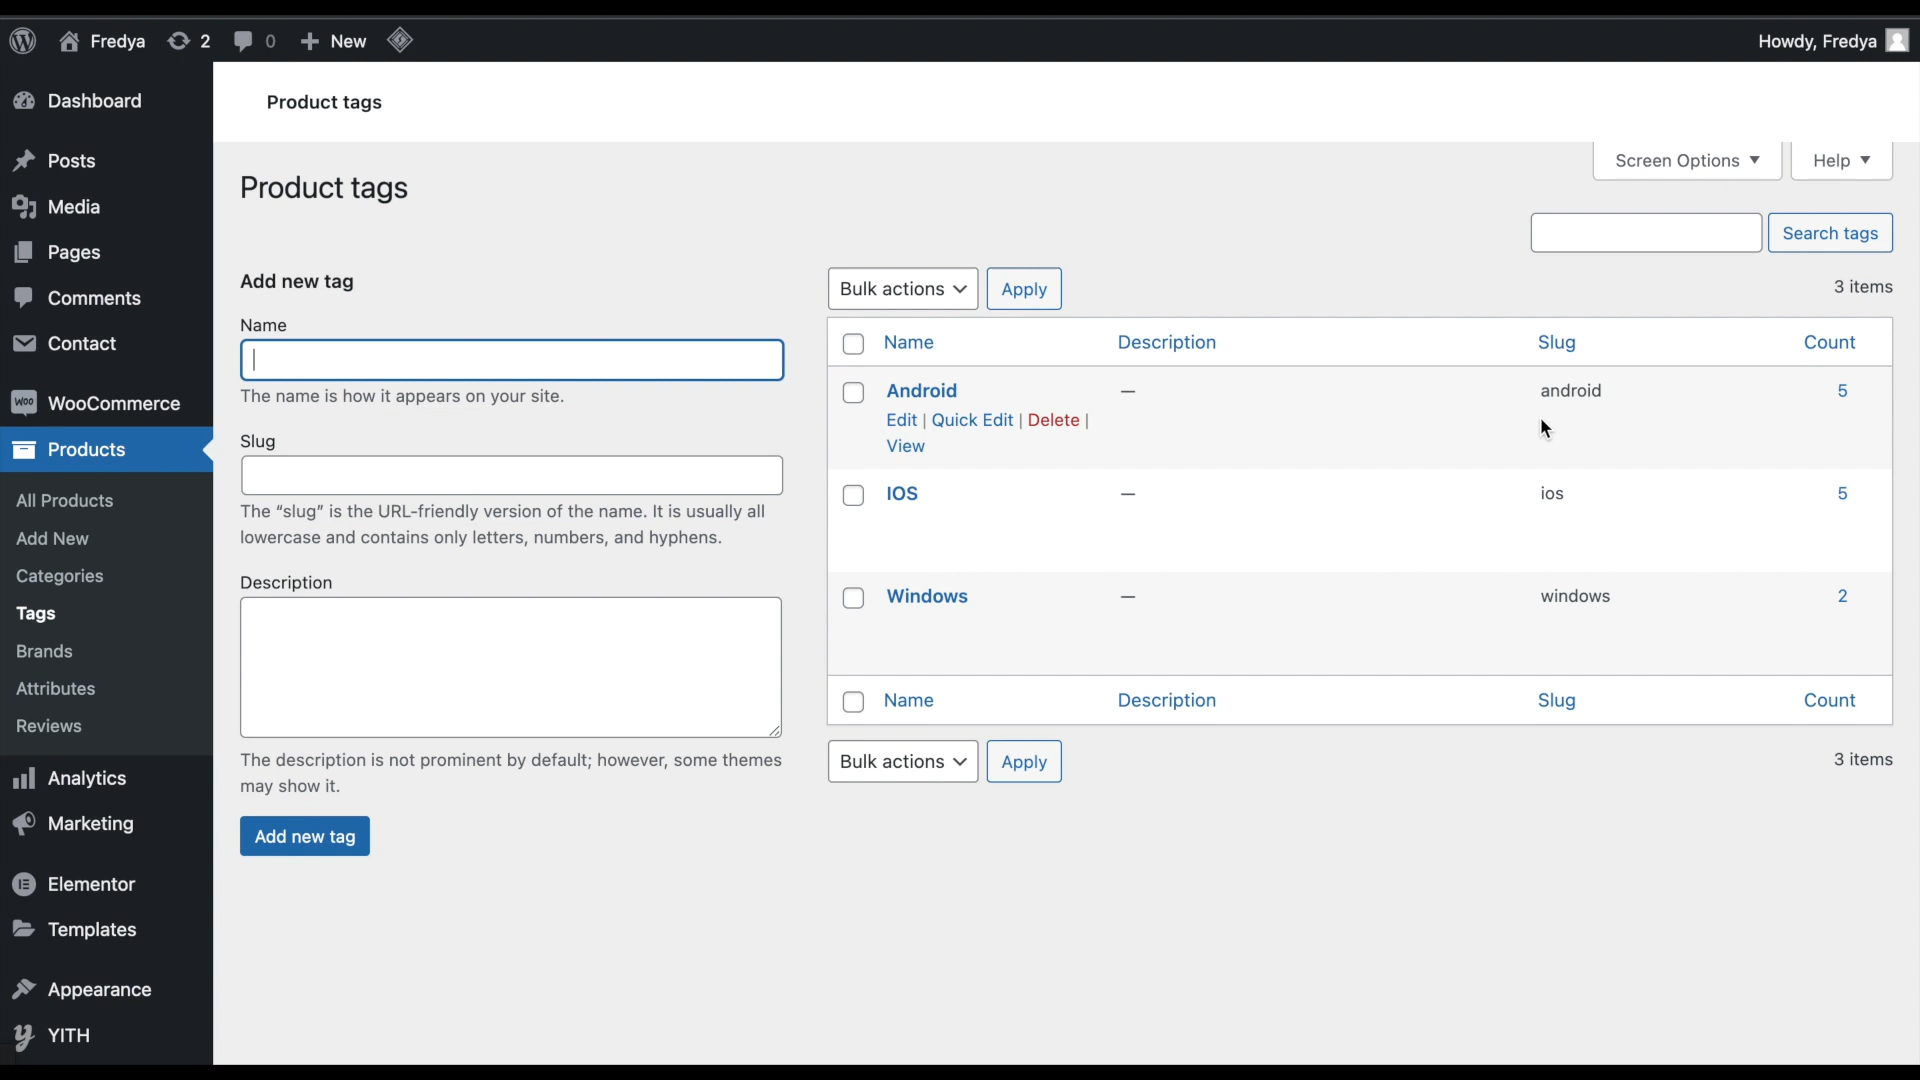 Fredya 2 0 New Howdy, Fredya
Dashboard
Posts
Media
Pages
Comments
Contact
WooCommerce
Products
All Products
Add New
Categories
Tags
Brands
Attributes
Reviews
Analytics
Marketing
Elementor
Templates
Appearance
YITH
Product tags
Screen Options Help
Product tags
Search tags
Add new tag
Name
The name is how it appears on your site.
Slug
The “slug” is the URL-friendly version of the name. It is usually all
lowercase and contains only letters, numbers, and hyphens.
Description
The description is not prominent by default; however, some themes
may show it.
Add new tag
Bulk actions Apply 3 items
Name Description Slug Count
Android — android 5
Edit | Quick Edit | Delete |
View
IOS — ios 5
Windows — windows 2
Name Description Slug Count
Bulk actions Apply 3 items